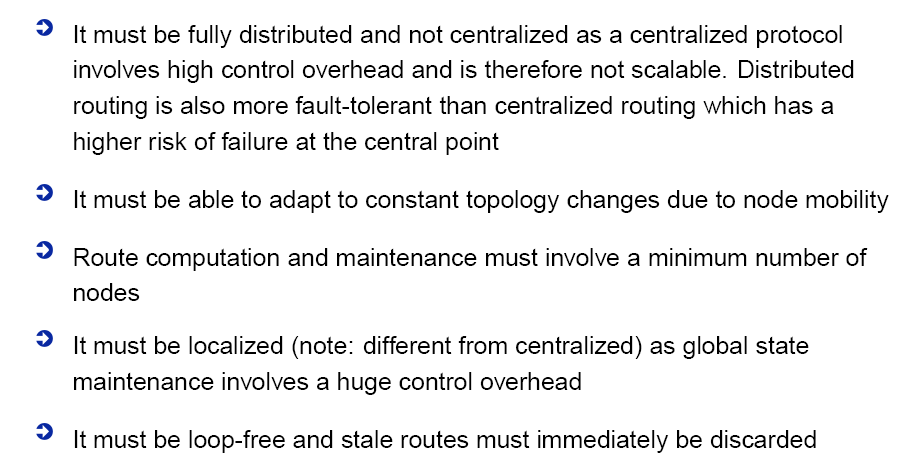 It must be fully distributed and not centralized as a centralized protocol
involves high control overhead and is therefore not scalable. Distributed
routing is also more fault-tolerant than centralized routing which has a
higher risk of failure at the central point
It must be able to adapt to constant topology changes due to node mobility
Route computation and maintenance must involve a minimum number of
nodes
It must be localized (note: different from centralized) as global state
maintenance involves a huge control overhead
It must be loop-free and stale routes must immediately be discarded